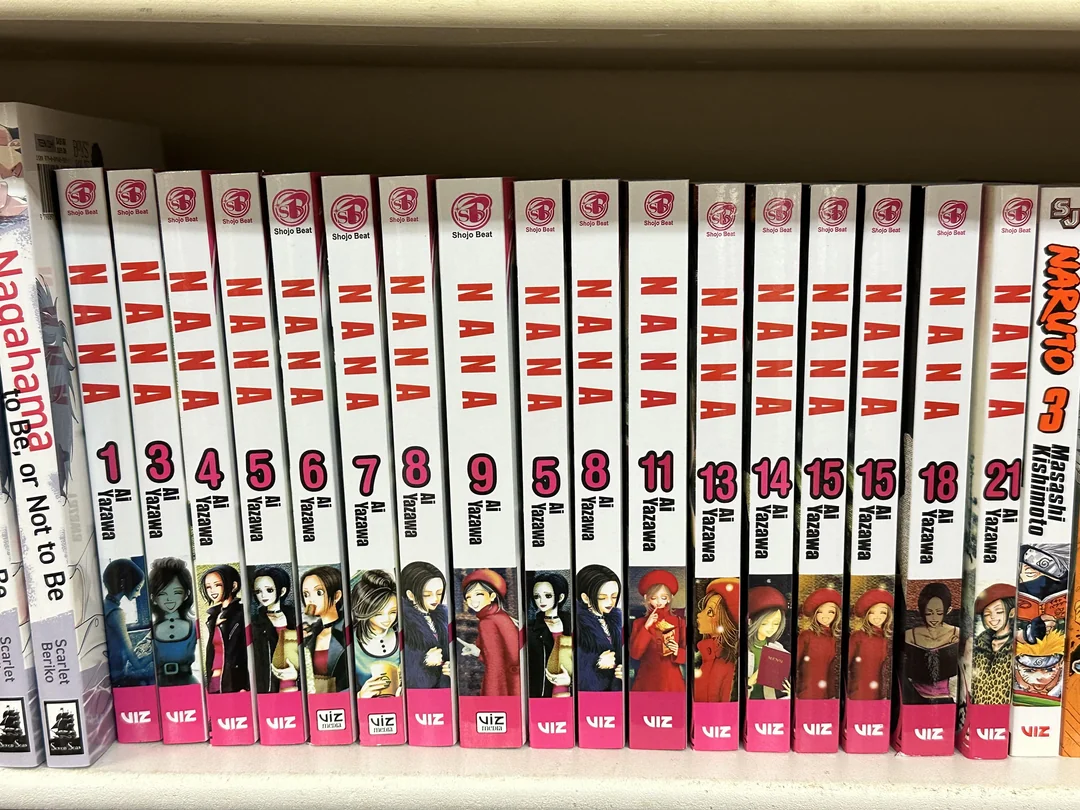 Be
Nagahama
to Be, or Not to Be
Scarlet
Beriko
Shojo Beat
NANA
1
Ai
Yazawa
VIZ
Shojo Beat
NANA
3
Ai
Yazawa
VIZ
Shojo Beat
NANA
4
Ai
Yazawa
VIZ
Shojo Beat
NANA
5
Ai
Yazawa
VIZ
Shojo Beat
NANA
6
Ai
Yazawa
VIZ
media
Shojo Beat
NANA
7
Ai
Yazawa
VIZ
media
Shojo Beat
NANA
8
Ai
Yazawa
VIZ
Shojo Beat
NANA
9
Ai
Yazawa
VIZ
media
Shojo Beat
NANA
5
Ai
Yazawa
VIZ
Shojo Beat
NANA
8
Ai
Yazawa
VIZ
Shojo Beat
NANA
11
Ai
Yazawa
VIZ
Shojo Beat
NANA
13
Ai
Yazawa
VIZ
Shojo Beat
NANA
14
Ai
Yazawa
VIZ
Shojo Beat
NANA
15
Ai
Yazawa
VIZ
Shojo Beat
NANA
15
Ai
Yazawa
VIZ
Shojo Beat
NANA
18
Ai
Yazawa
VIZ
Shojo Beat
NANA
21
Ai
Yazawa
VIZ
SJ
NARUTO
3
Masashi
Kishimoto
VIZ